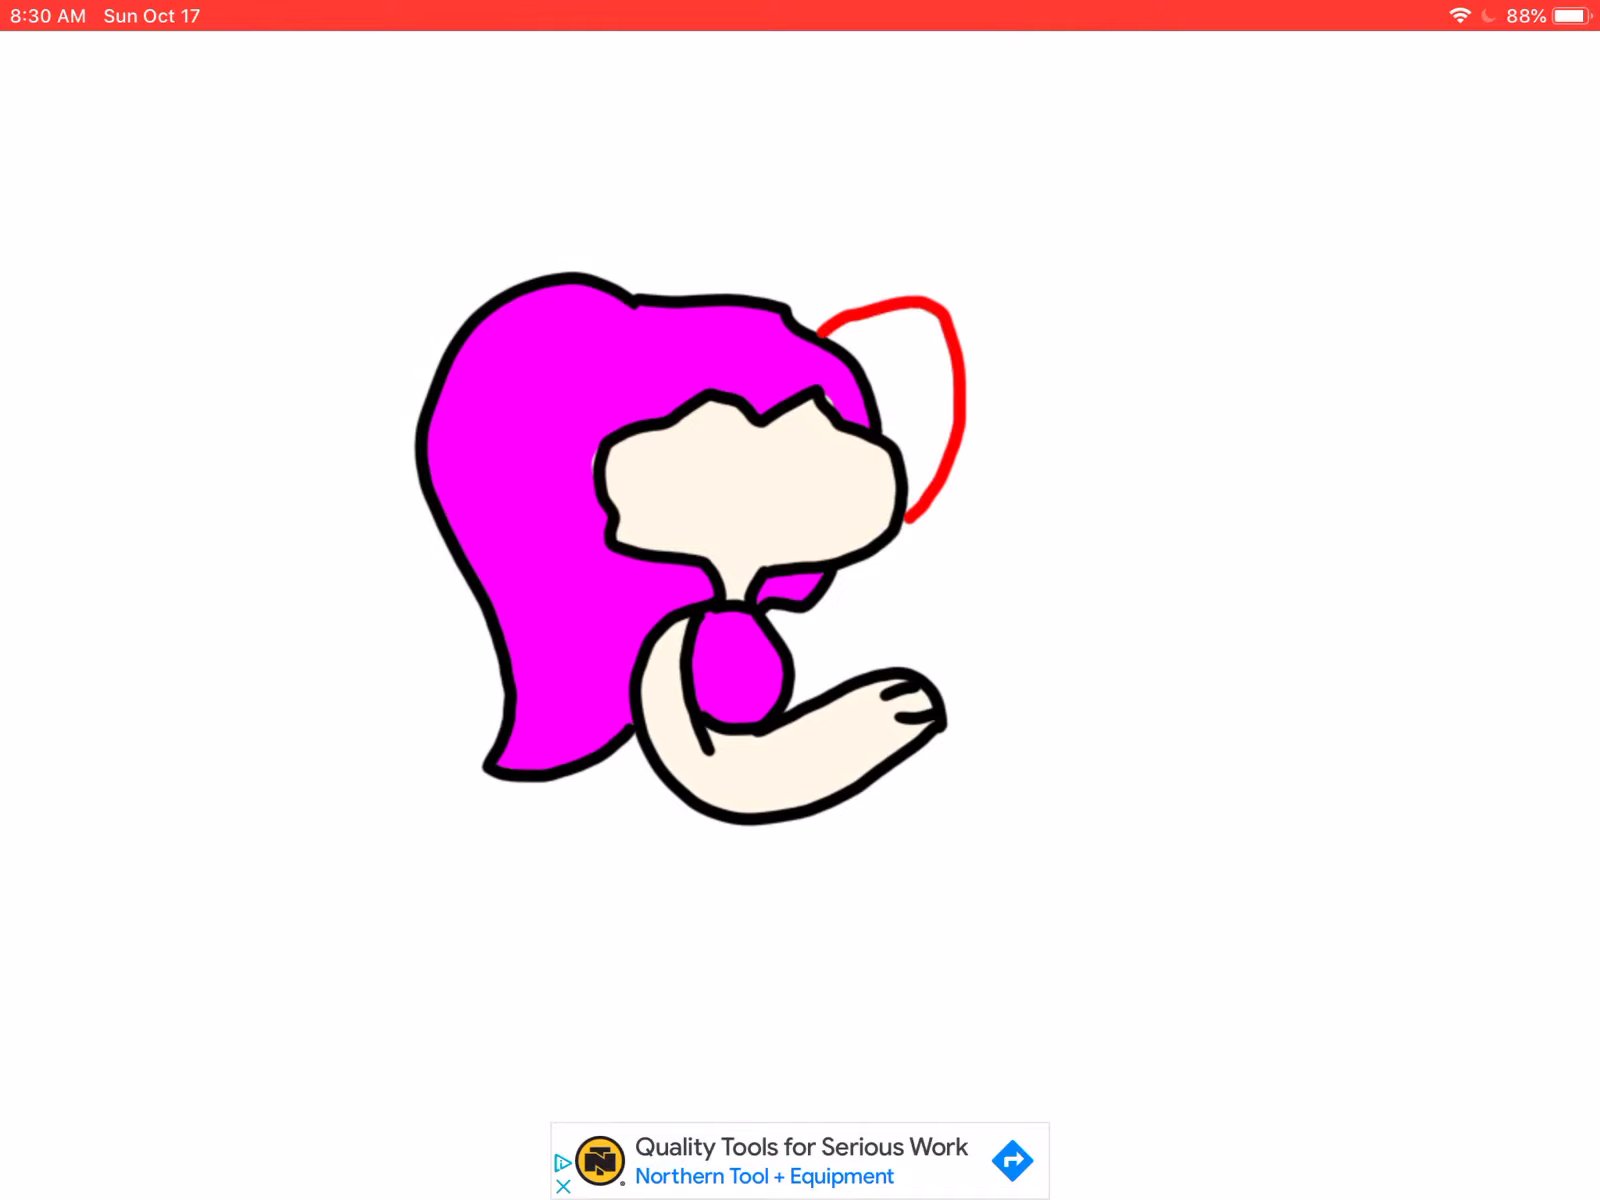 8:30 AM Sun Oct 17 88%
Quality Tools for Serious Work
Northern Tool + Equipment